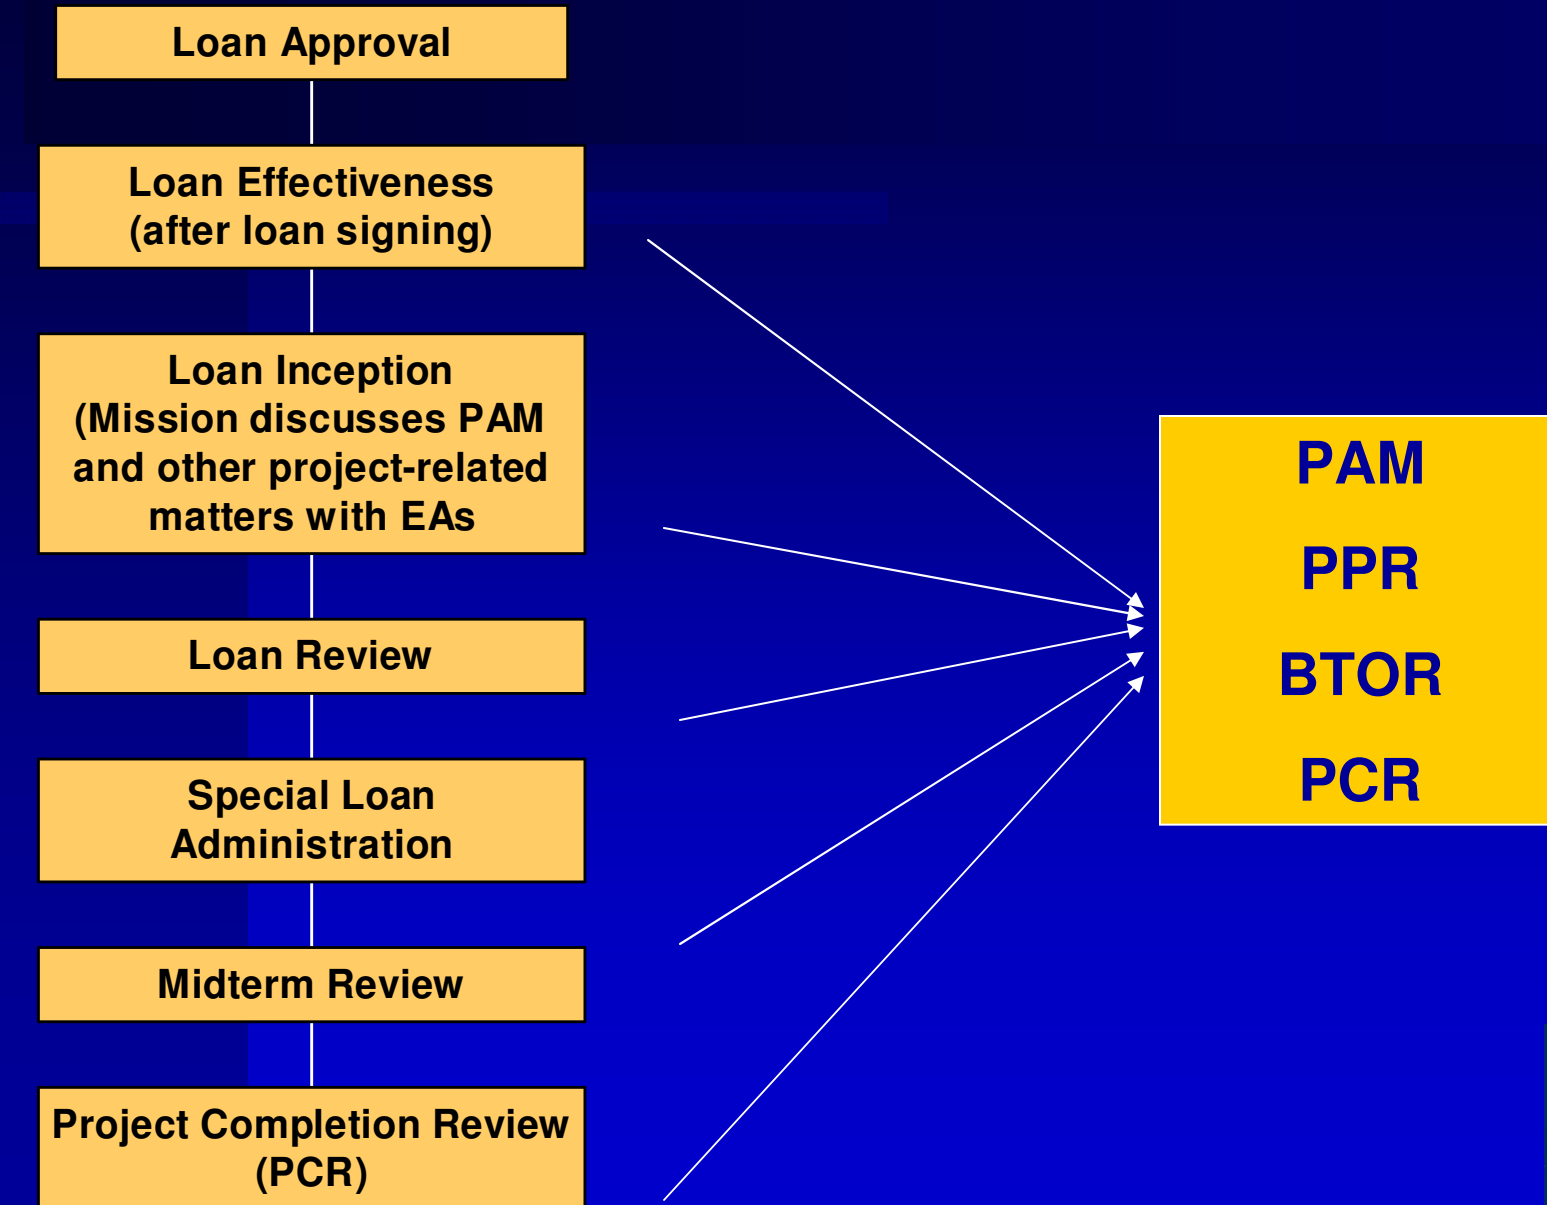 Loan Approval
Loan Effectiveness
(after loan signing)
Loan Inception
(Mission discusses PAM
and other project-related
matters with EAs
Loan Review
Special Loan
Administration
Midterm Review
Project Completion Review
(PCR)
PAM
PPR
BTOR
PCR